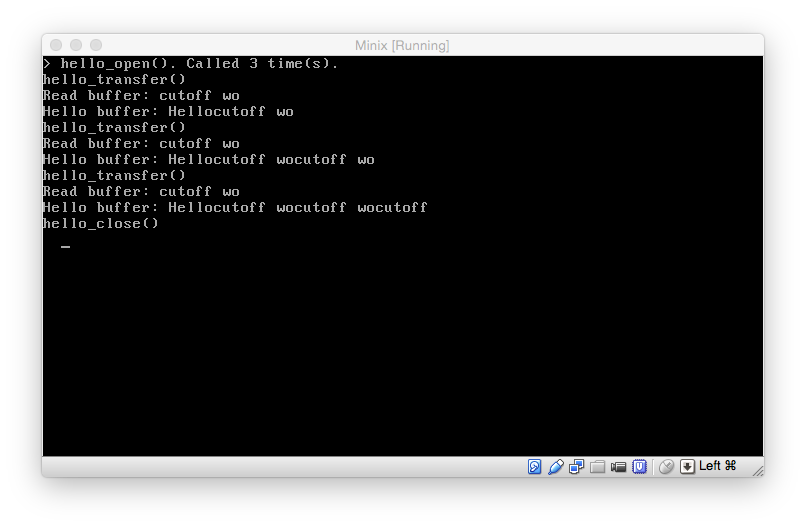 Minix [Running]
> hello_open(). Called 3 time(s).
hello_transfer()
Read buffer: cutoff wo
Hello buffer: Hellocutoff wo
hello_transfer()
Read buffer: cutoff wo
Hello buffer: Hellocutoff wocutoff wo
hello_transfer()
Read buffer: cutoff wo
Hello buffer: Hellocutoff wocutoff wocutoff
hello_close()
_
Left ⌘